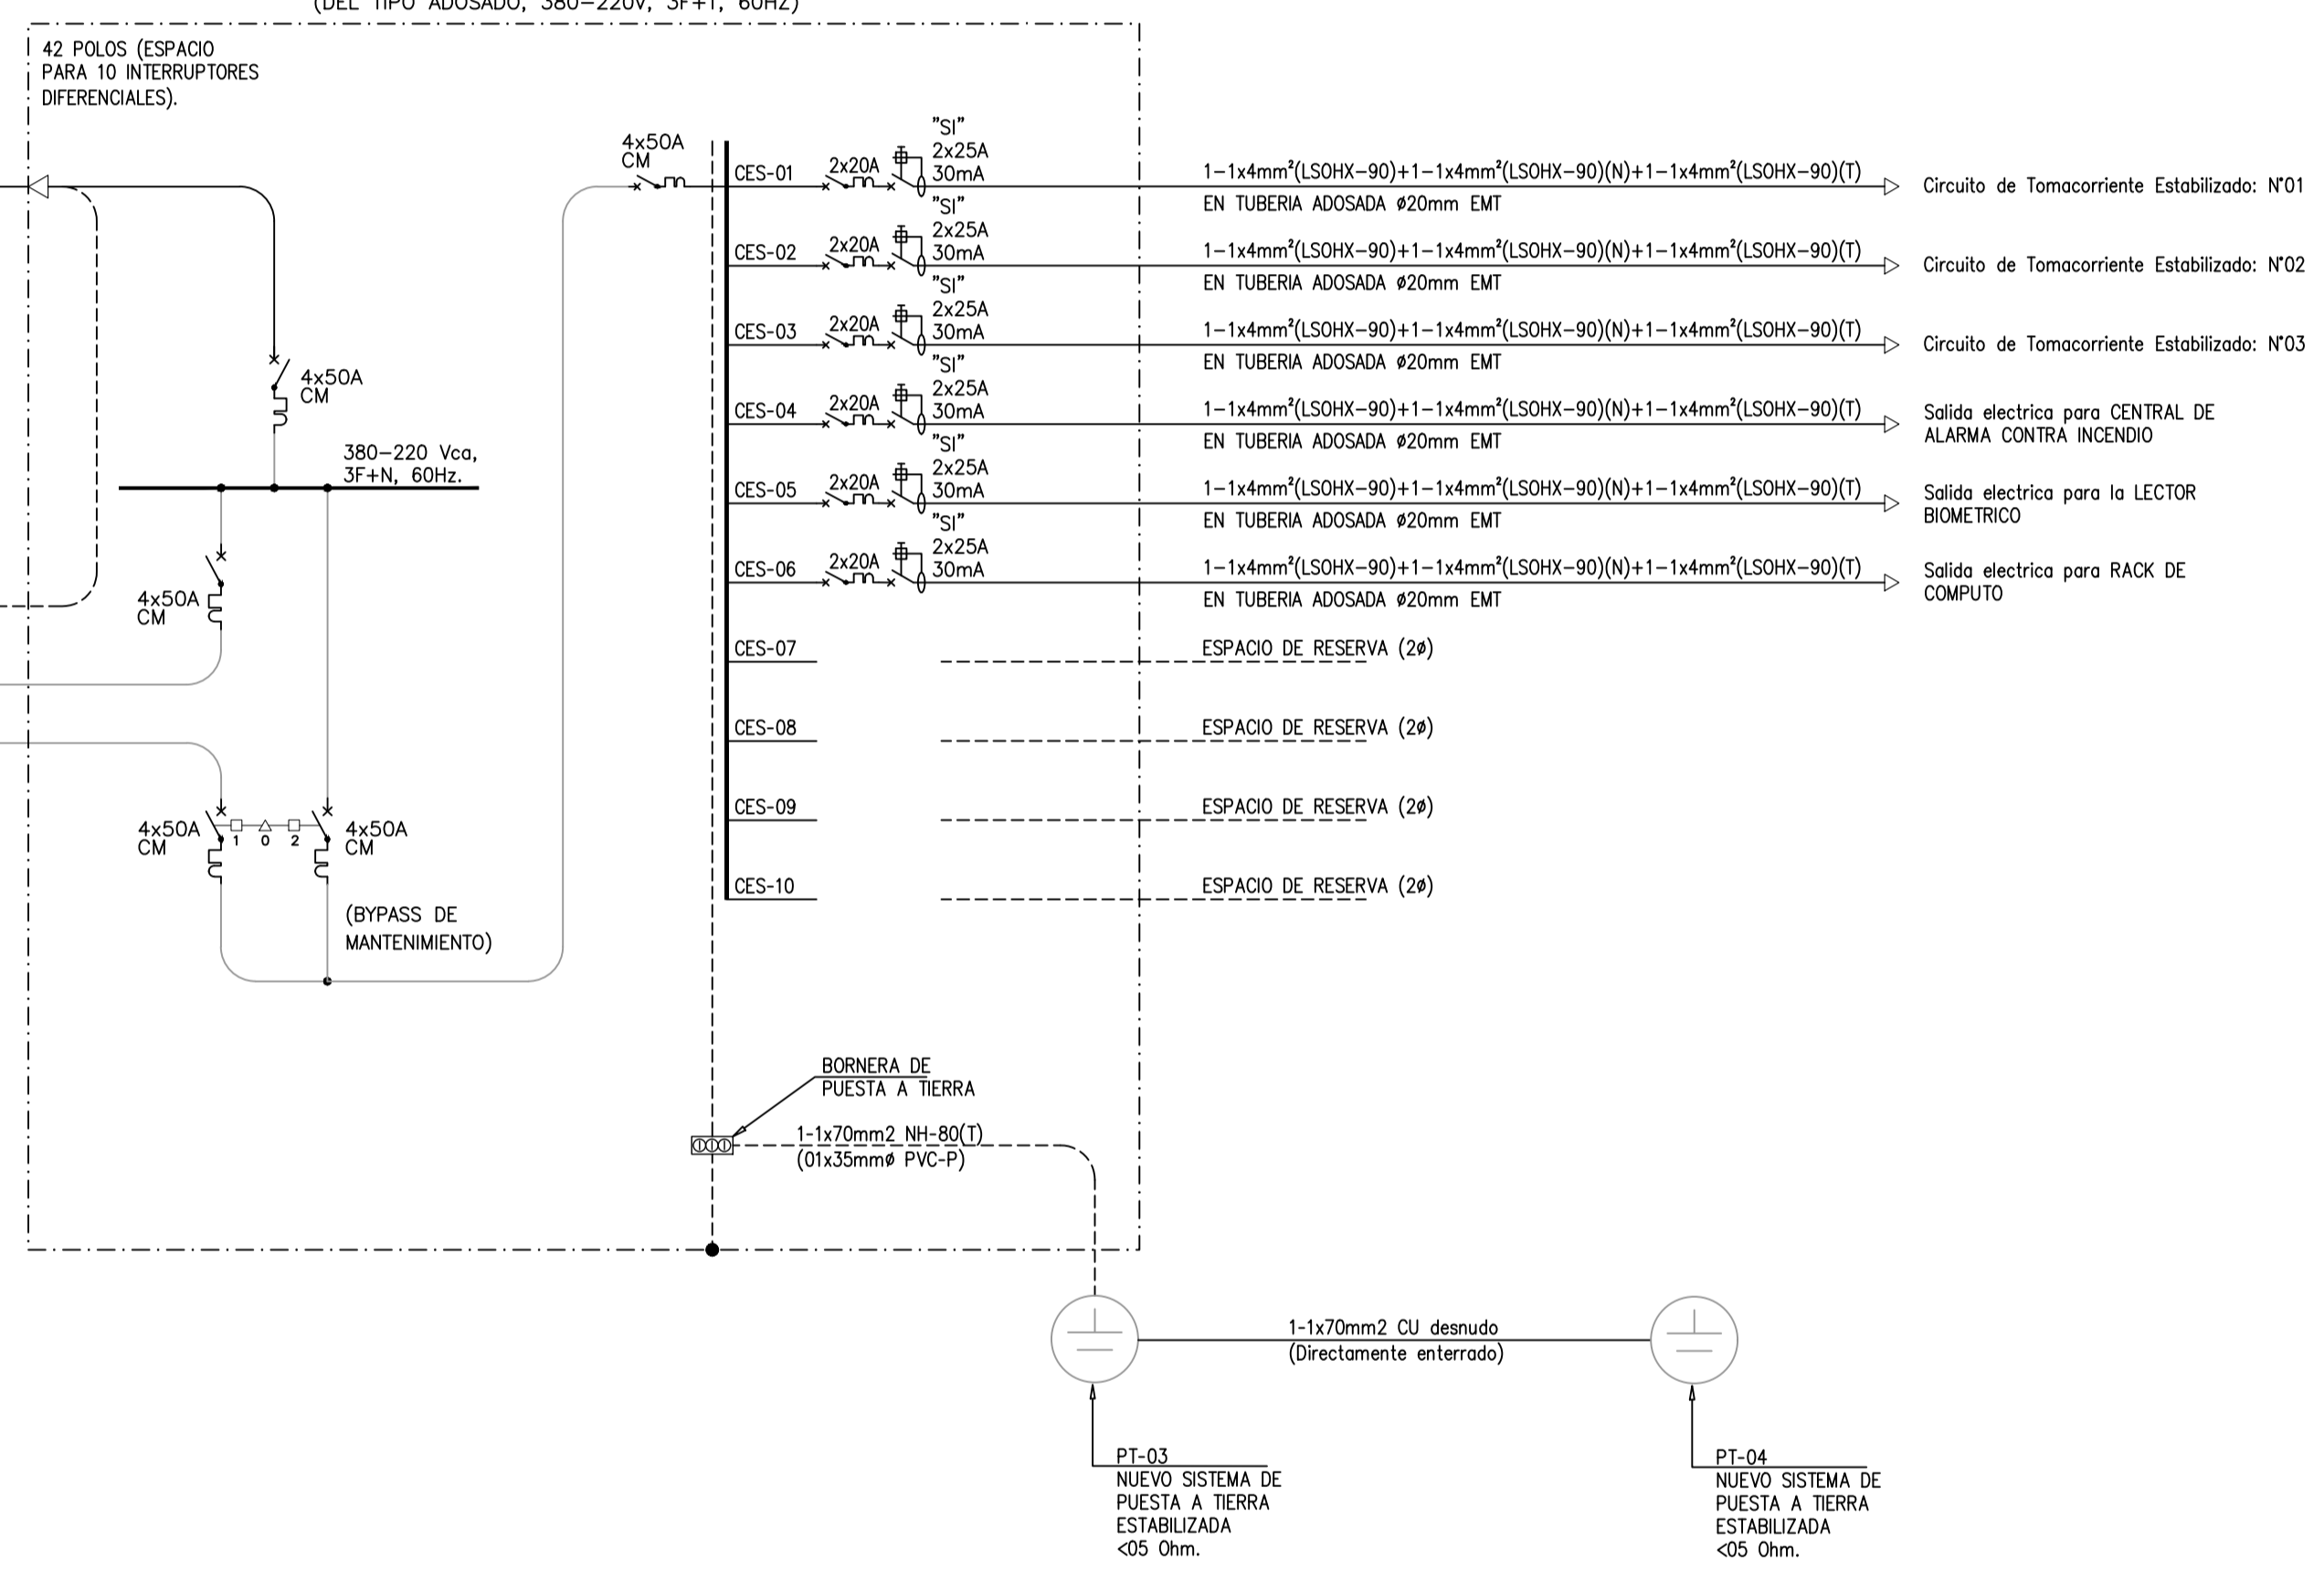 (DEL TIPO ADOSADO, 380-220V, 3F+T, 60HZ)
42 POLOS (ESPACIO
PARA 10 INTERRUPTORES
DIFERENCIALES).
4x50A
CM
380-220 Vca,
3F+N, 60Hz.
4x50A
CM
4x50A
CM
1 0 2
4x50A
CM
(BYPASS DE
MANTENIMIENTO)
4x50A
CM
CES-01
2x20A
"SI"
2x25A
30mA
1-1x4mm²(LSOHX-90)+1-1x4mm²(LSOHX-90)(N)+1-1x4mm²(LSOHX-90)(T)
EN TUBERIA ADOSADA ø20mm EMT
Circuito de Tomacorriente Estabilizado: N°01
CES-02
2x20A
"SI"
2x25A
30mA
1-1x4mm²(LSOHX-90)+1-1x4mm²(LSOHX-90)(N)+1-1x4mm²(LSOHX-90)(T)
EN TUBERIA ADOSADA ø20mm EMT
Circuito de Tomacorriente Estabilizado: N°02
CES-03
2x20A
"SI"
2x25A
30mA
1-1x4mm²(LSOHX-90)+1-1x4mm²(LSOHX-90)(N)+1-1x4mm²(LSOHX-90)(T)
EN TUBERIA ADOSADA ø20mm EMT
Circuito de Tomacorriente Estabilizado: N°03
CES-04
2x20A
"SI"
2x25A
30mA
1-1x4mm²(LSOHX-90)+1-1x4mm²(LSOHX-90)(N)+1-1x4mm²(LSOHX-90)(T)
EN TUBERIA ADOSADA ø20mm EMT
Salida electrica para CENTRAL DE
ALARMA CONTRA INCENDIO
CES-05
2x20A
"SI"
2x25A
30mA
1-1x4mm²(LSOHX-90)+1-1x4mm²(LSOHX-90)(N)+1-1x4mm²(LSOHX-90)(T)
EN TUBERIA ADOSADA ø20mm EMT
Salida electrica para la LECTOR
BIOMETRICO
CES-06
2x20A
"SI"
2x25A
30mA
1-1x4mm²(LSOHX-90)+1-1x4mm²(LSOHX-90)(N)+1-1x4mm²(LSOHX-90)(T)
EN TUBERIA ADOSADA ø20mm EMT
Salida electrica para RACK DE
COMPUTO
CES-07
ESPACIO DE RESERVA (2ø)
CES-08
ESPACIO DE RESERVA (2ø)
CES-09
ESPACIO DE RESERVA (2ø)
CES-10
ESPACIO DE RESERVA (2ø)
BORNERA DE
PUESTA A TIERRA
1-1x70mm2 NH-80(T)
(01x35mmø PVC-P)
1-1x70mm2 CU desnudo
(Directamente enterrado)
PT-03
NUEVO SISTEMA DE
PUESTA A TIERRA
ESTABILIZADA
<05 Ohm.
PT-04
NUEVO SISTEMA DE
PUESTA A TIERRA
ESTABILIZADA
<05 Ohm.